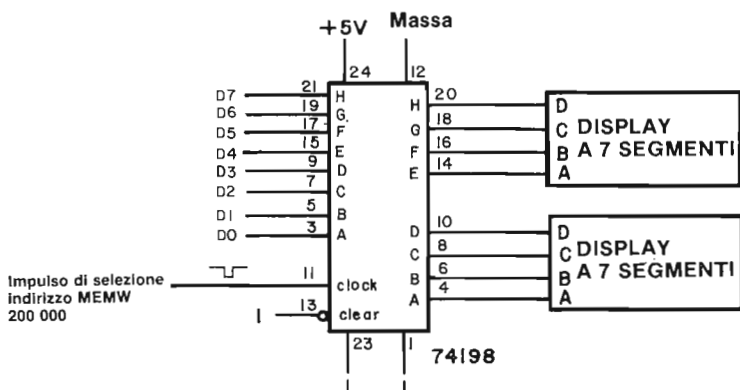 +5V Massa
24 12
D7 21 H H 20 D
D6 19 G G 18 C DISPLAY
D5 17 F F 16 B A 7 SEGMENTI
D4 15 E E 14 A
D3 9 D
D2 7 C D 10 D
D1 5 B C 8 C DISPLAY
D0 3 A B 6 B A 7 SEGMENTI
A 4 A
Impulso di selezione
indirizzo MEMW
200 000
11 clock
1 13 clear
23 1 74198
1 1